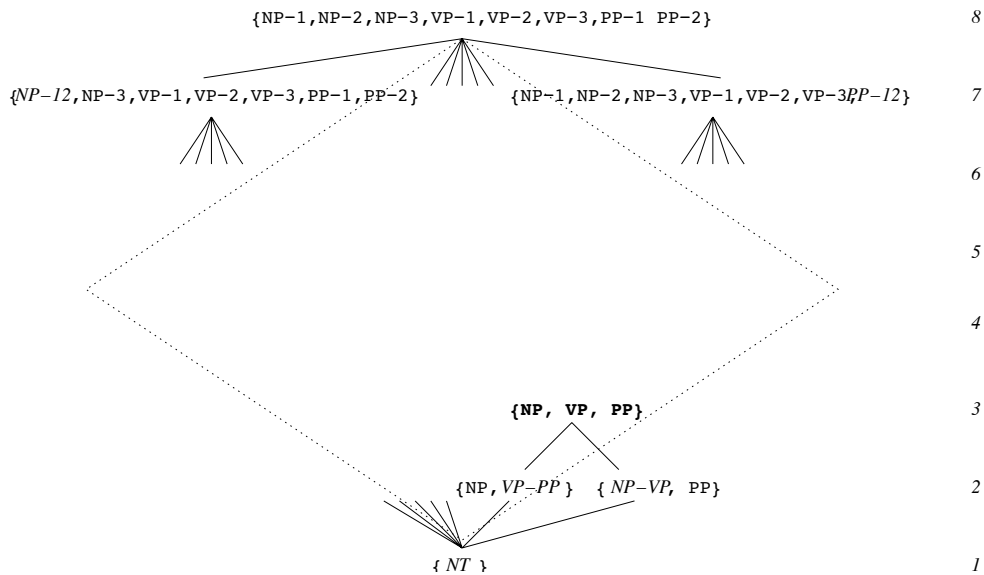 {NP-1,NP-2,NP-3,VP-1,VP-2,VP-3,PP-1 PP-2} 8
{NP-12,NP-3,VP-1,VP-2,VP-3,PP-1,PP-2} {NP-1,NP-2,NP-3,VP-1,VP-2,VP-3,PP-12} 7
6
5
4
{NP, VP, PP} 3
{NP,VP-PP} {NP-VP, PP} 2
{NT} 1